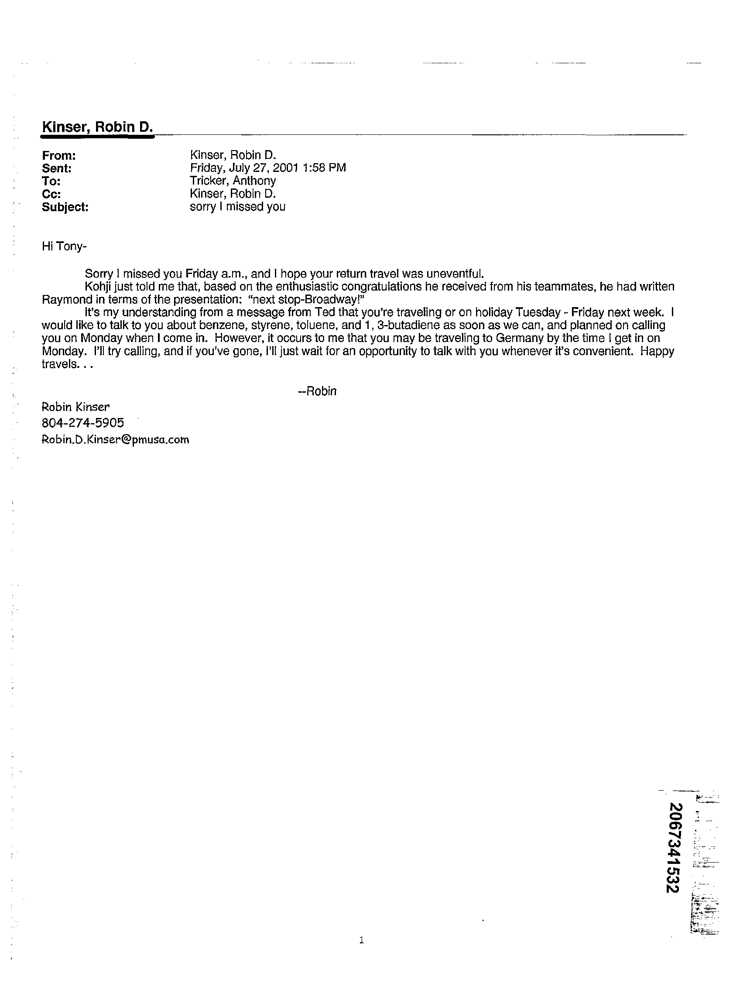 Kinser, Robin D.
From: Kinser, Robin D.
Sent: Friday, July 27, 2001 1:58 PM
To: Tricker, Anthony
Cc: Kinser, Robin D.
Subject: sorry I missed you
Hi Tony-
Sorry I missed you Friday a.m., and I hope your return travel was uneventful.
Kohji just told me that, based on the enthusiastic congratulations he received from his teammates, he had written
Raymond in terms of the presentation: "next stop-Broadway!"
It's my understanding from a message from Ted that you're traveling or on holiday Tuesday - Friday next week. I
would like to talk to you about benzene, styrene, toluene, and 1, 3-butadiene as soon as we can, and planned on calling
you on Monday when I come in. However, it occurs to me that you may be traveling to Germany by the time I get in on
Monday. I'll try calling, and if you've gone, I'll just wait for an opportunity to talk with you whenever it's convenient. Happy
travels. . .
--Robin
Robin Kinser
804-274-5905
Robin.D.Kinser@pmusa.com
2067341532
1